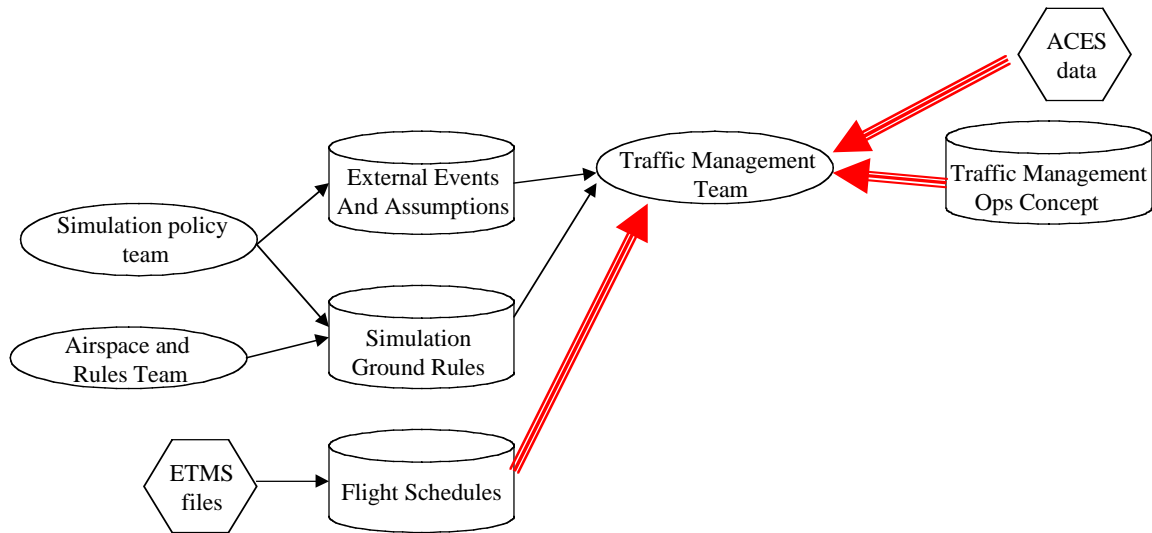 ACES
data
External Events
And Assumptions
Traffic Management
Team
Traffic Management
Ops Concept
Simulation policy
team
Simulation
Ground Rules
Airspace and
Rules Team
ETMS
files
Flight Schedules